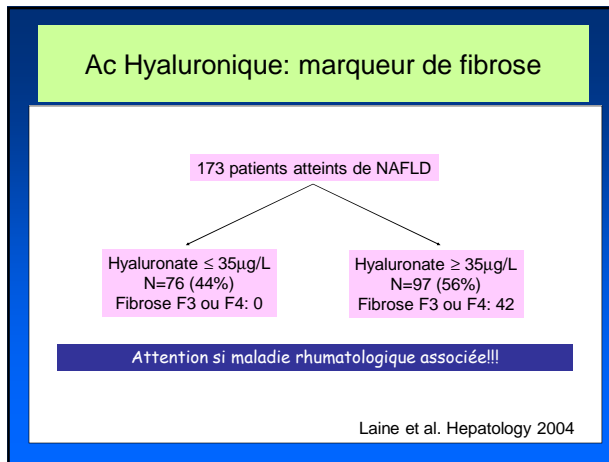 Ac Hyaluronique: marqueur de fibrose
173 patients atteints de NAFLD
Hyaluronate ≤ 35μg/L
N=76 (44%)
Fibrose F3 ou F4: 0
Hyaluronate ≥ 35μg/L
N=97 (56%)
Fibrose F3 ou F4: 42
Attention si maladie rhumatologique associée!!!
Laine et al. Hepatology 2004